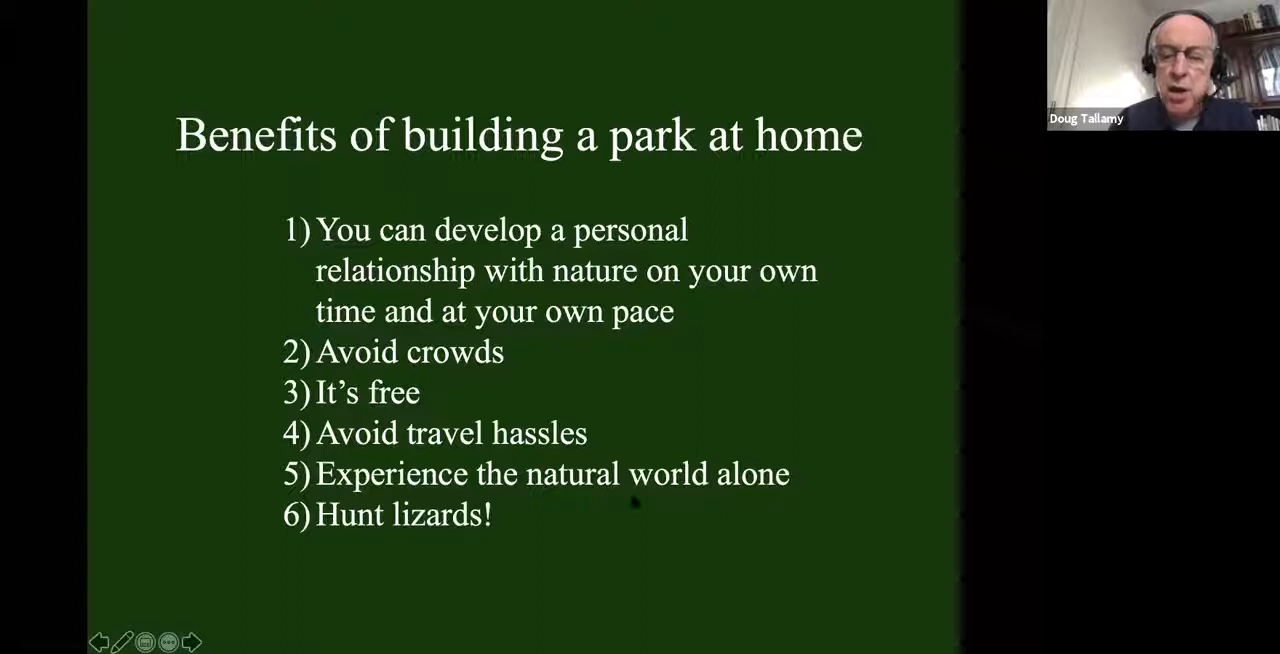 Benefits of building a park at home
1) You can develop a personal
relationship with nature on your own
time and at your own pace
2) Avoid crowds
3) It’s free
4) Avoid travel hassles
5) Experience the natural world alone
6) Hunt lizards!
Doug Tallamy